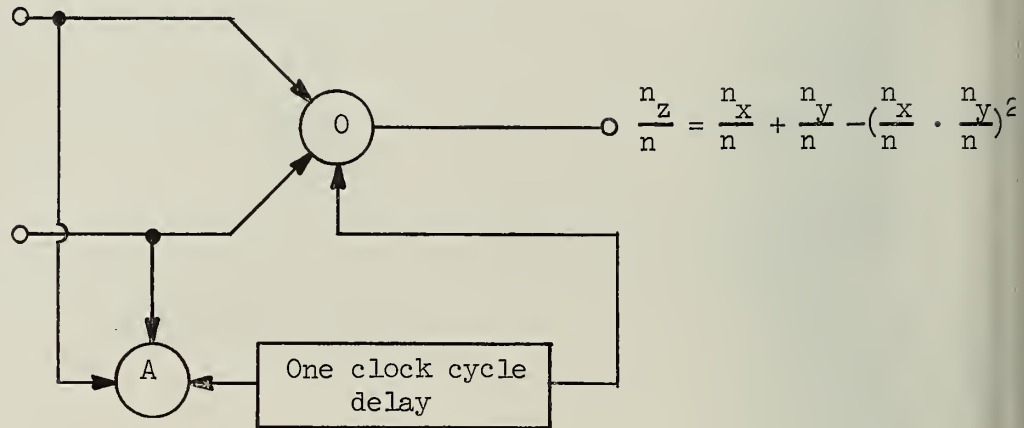 O
n_z/n = n_x/n + n_y/n -(n_x/n · n_y/n)²
A
One clock cycle
delay